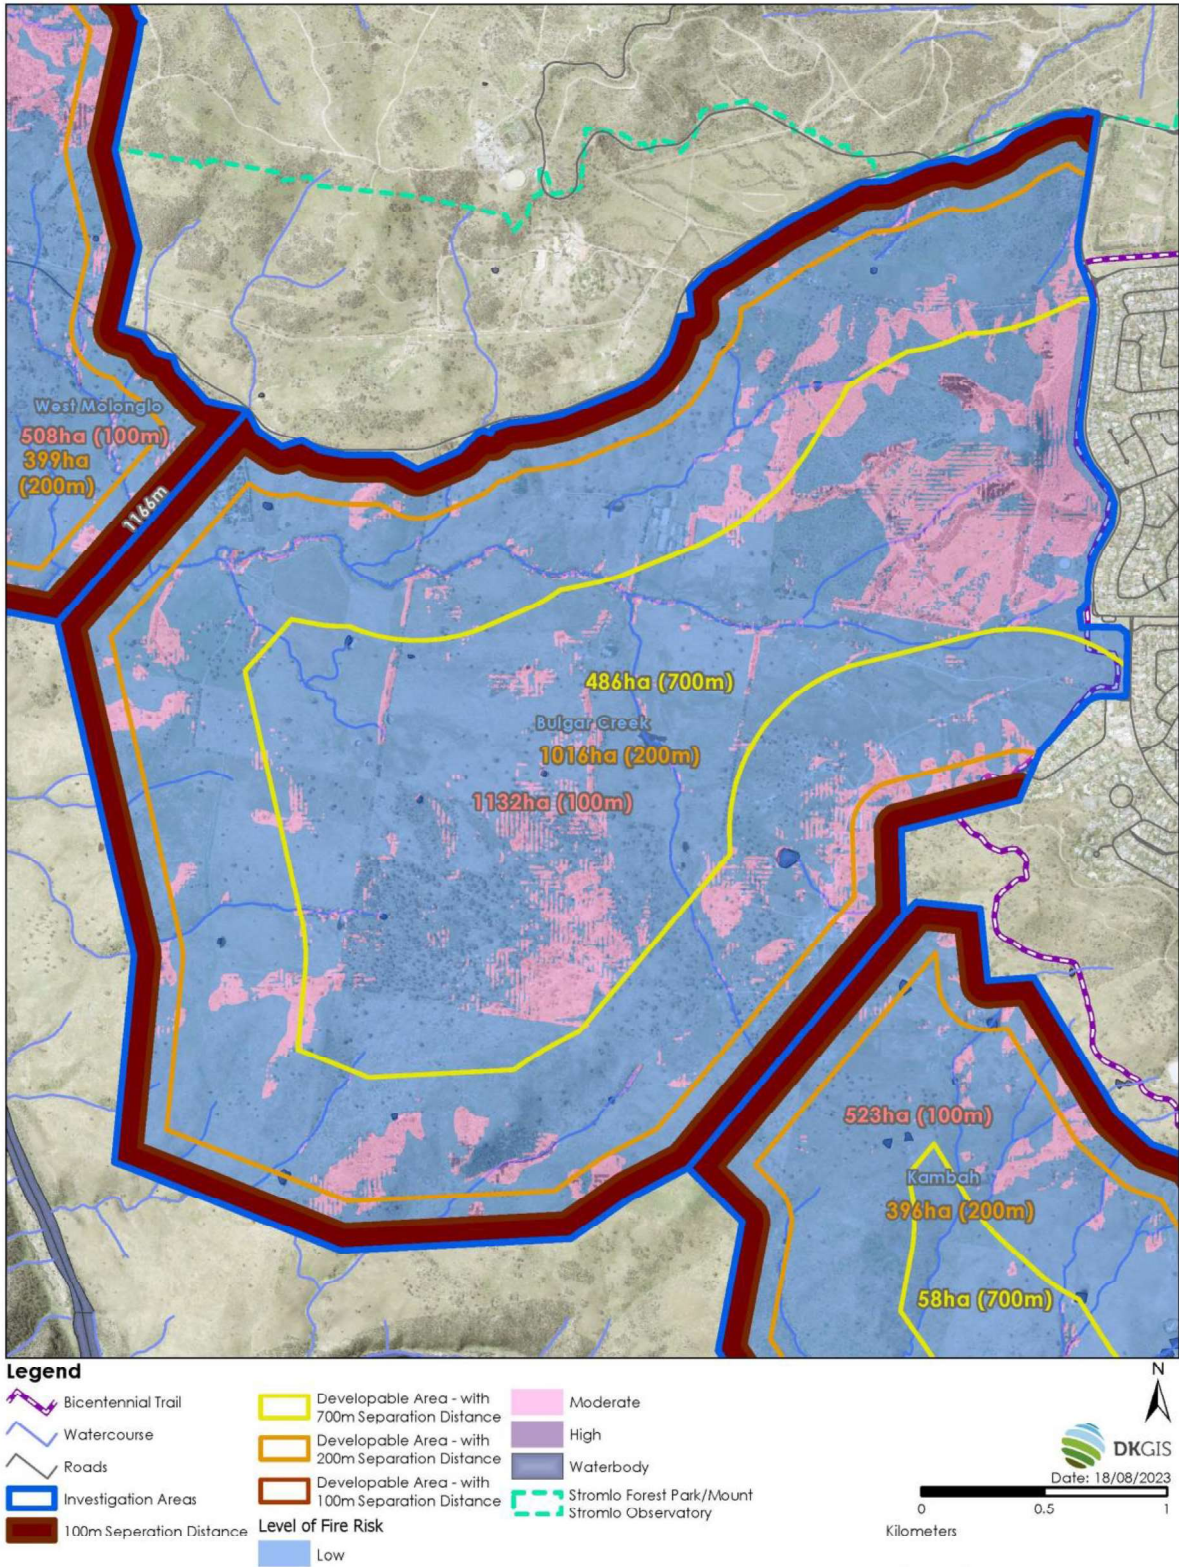 West Molonglo
508ha (100m)
399ha
(200m)
1166m
486ha (700m)
Bulgar Creek
1016ha (200m)
1132ha (100m)
523ha (100m)
Kambah
396ha (200m)
58ha (700m)
Legend
Bicentennial Trail
Watercourse
Roads
Investigation Areas
100m Seperation Distance
Developable Area - with
700m Separation Distance
Developable Area - with
200m Separation Distance
Developable Area - with
100m Separation Distance
Level of Fire Risk
Low
Moderate
High
Waterbody
Stromlo Forest Park/Mount
Stromlo Observatory
N
DKGIS
Date: 18/08/2023
0 0.5 1
Kilometers